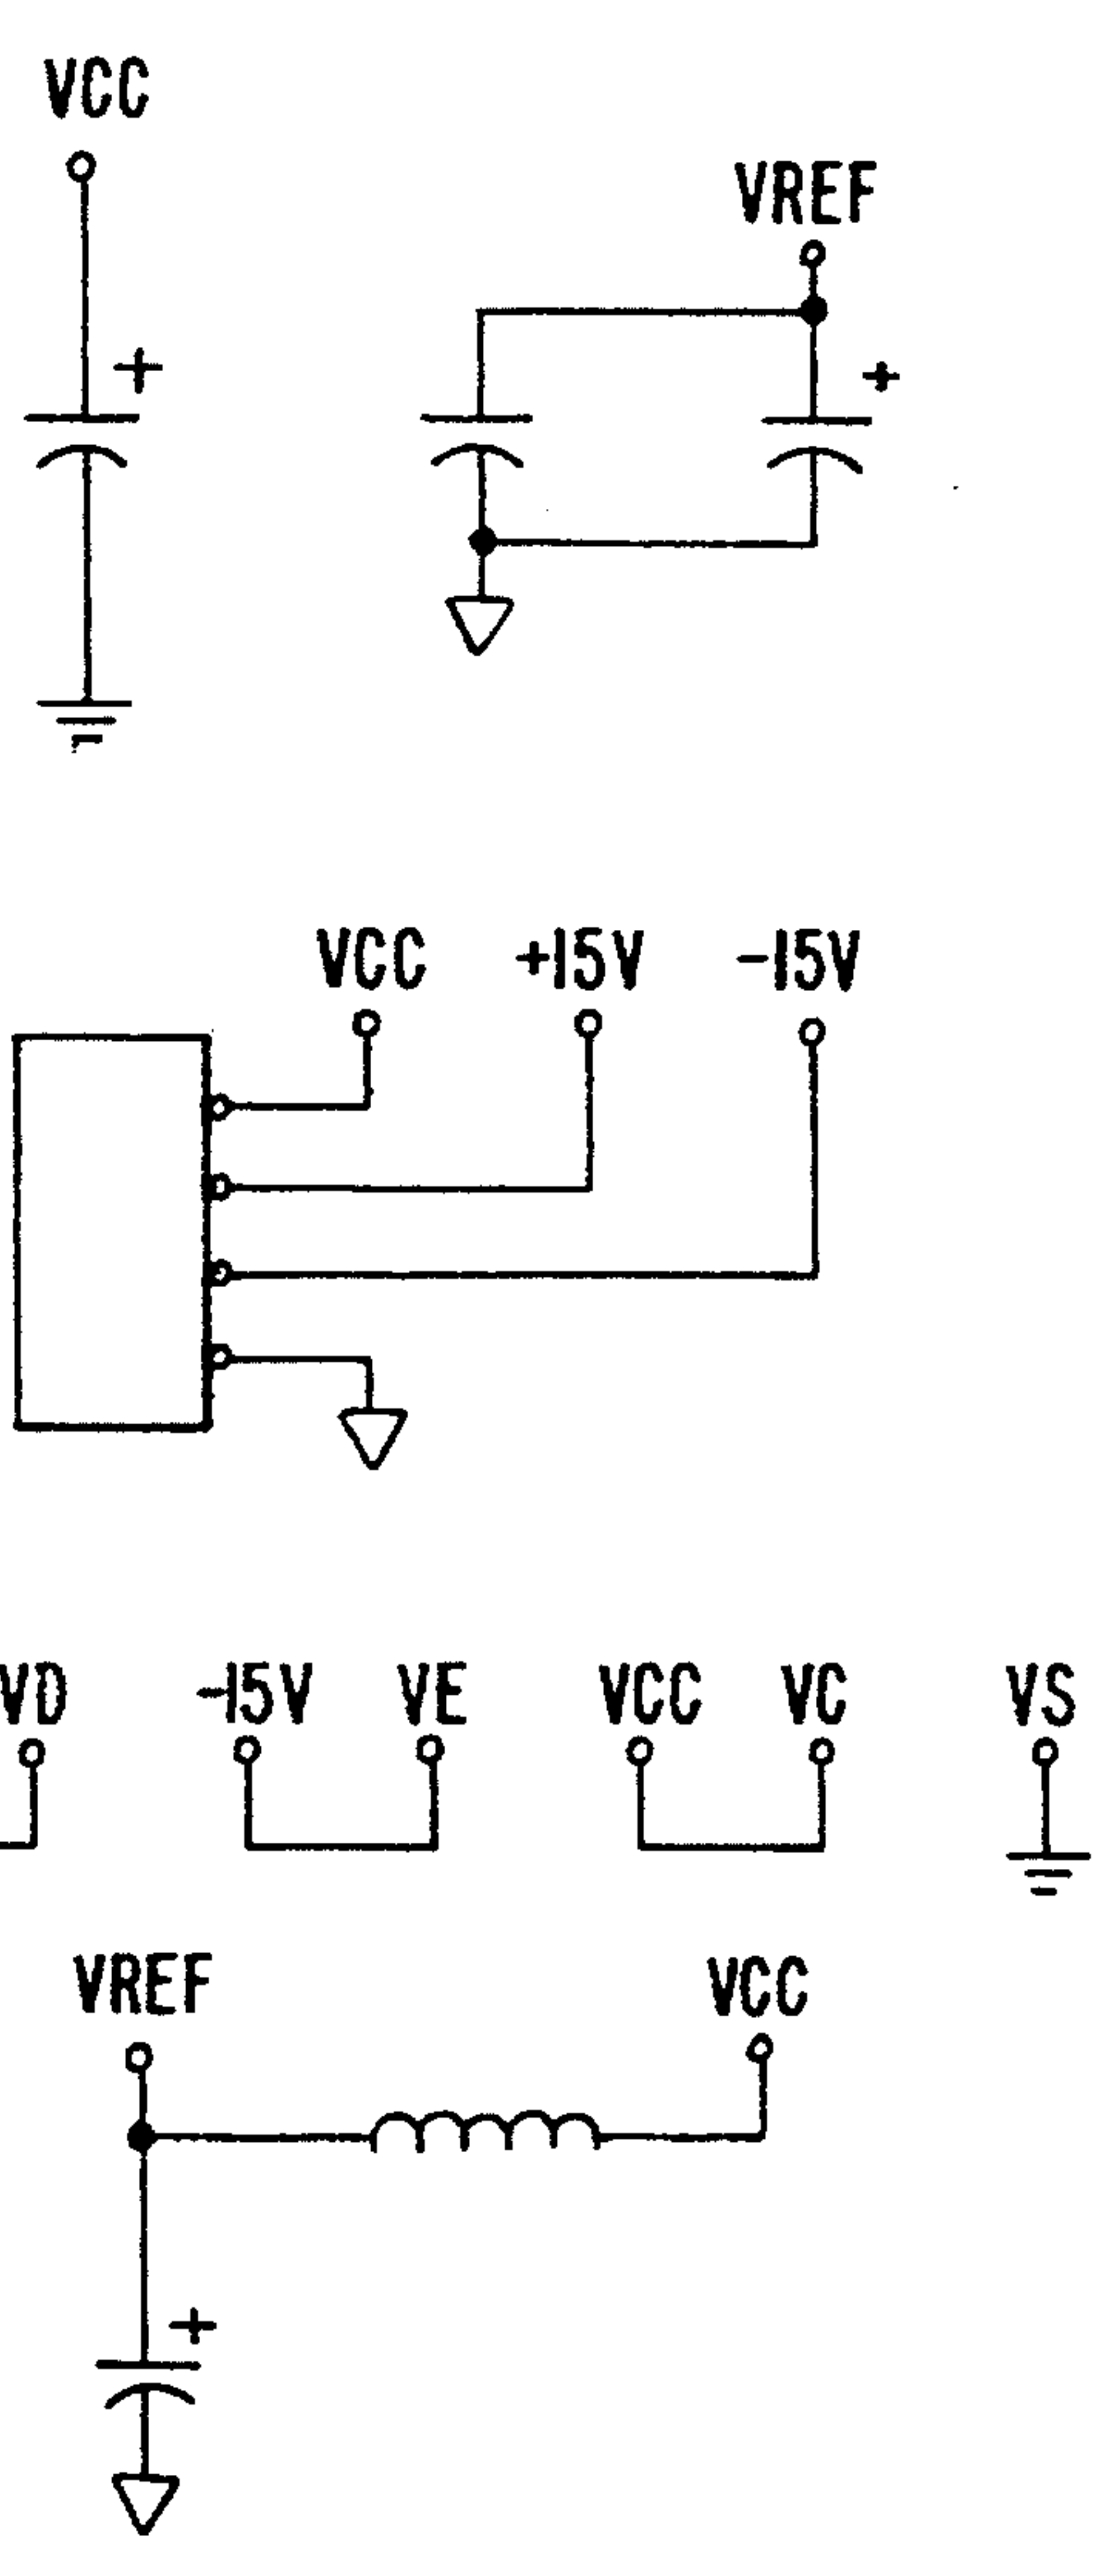 VCC
VREF
+
+
VCC +15V -15V
VD -15V VE VCC VC VS
VREF VCC
+